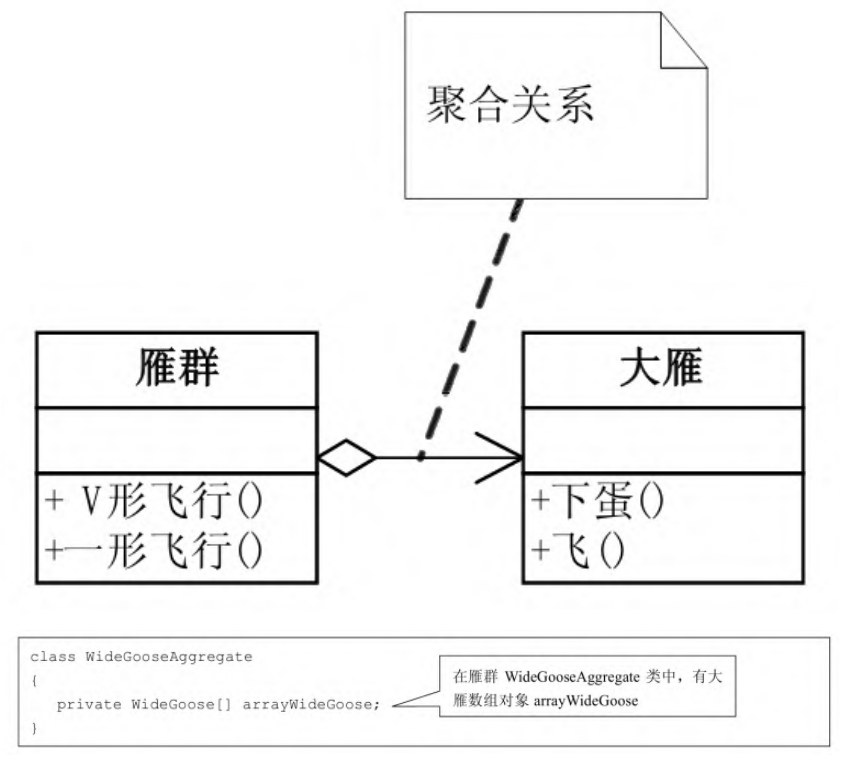 聚合关系
雁群
+ V形飞行()
+一形飞行()
大雁
+下蛋()
+飞()
class WideGooseAggregate
{
private WideGoose[] arrayWideGoose;
}
在雁群 WideGooseAggregate 类中，有大
雁数组对象 arrayWideGoose